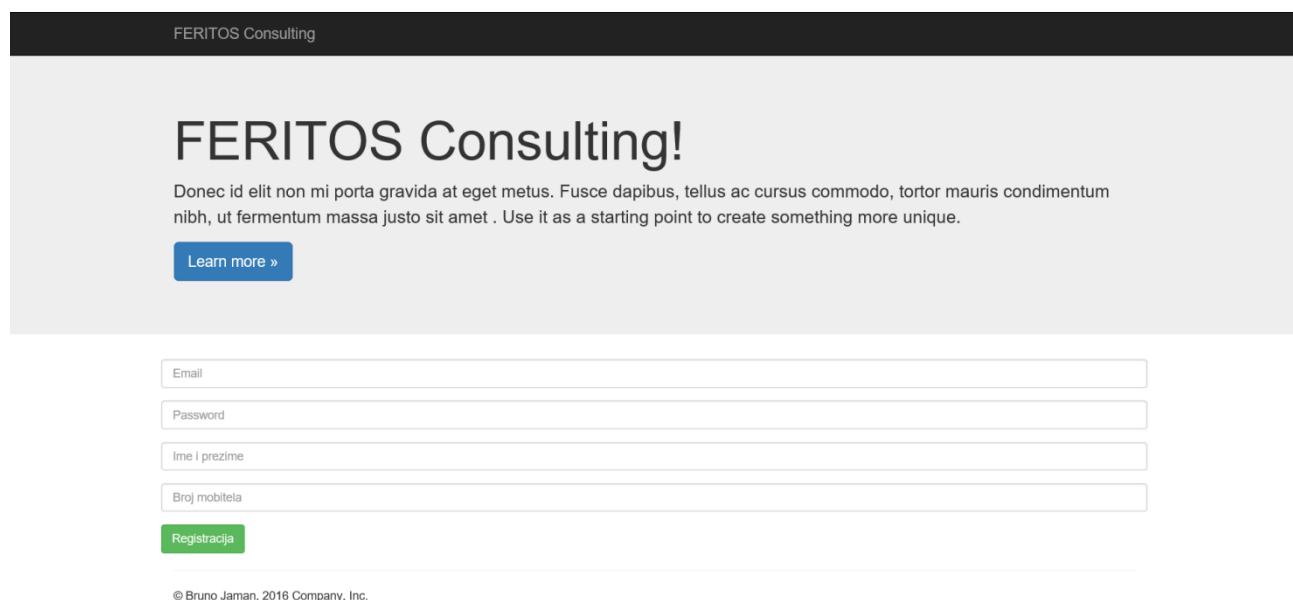 FERITOS Consulting
FERITOS Consulting!
Donec id elit non mi porta gravida at eget metus. Fusce dapibus, tellus ac cursus commodo, tortor mauris condimentum
nibh, ut fermentum massa justo sit amet . Use it as a starting point to create something more unique.
Learn more »
Email
Password
Ime i prezime
Broj mobitela
Registracija
© Bruno Jaman, 2016 Company, Inc.